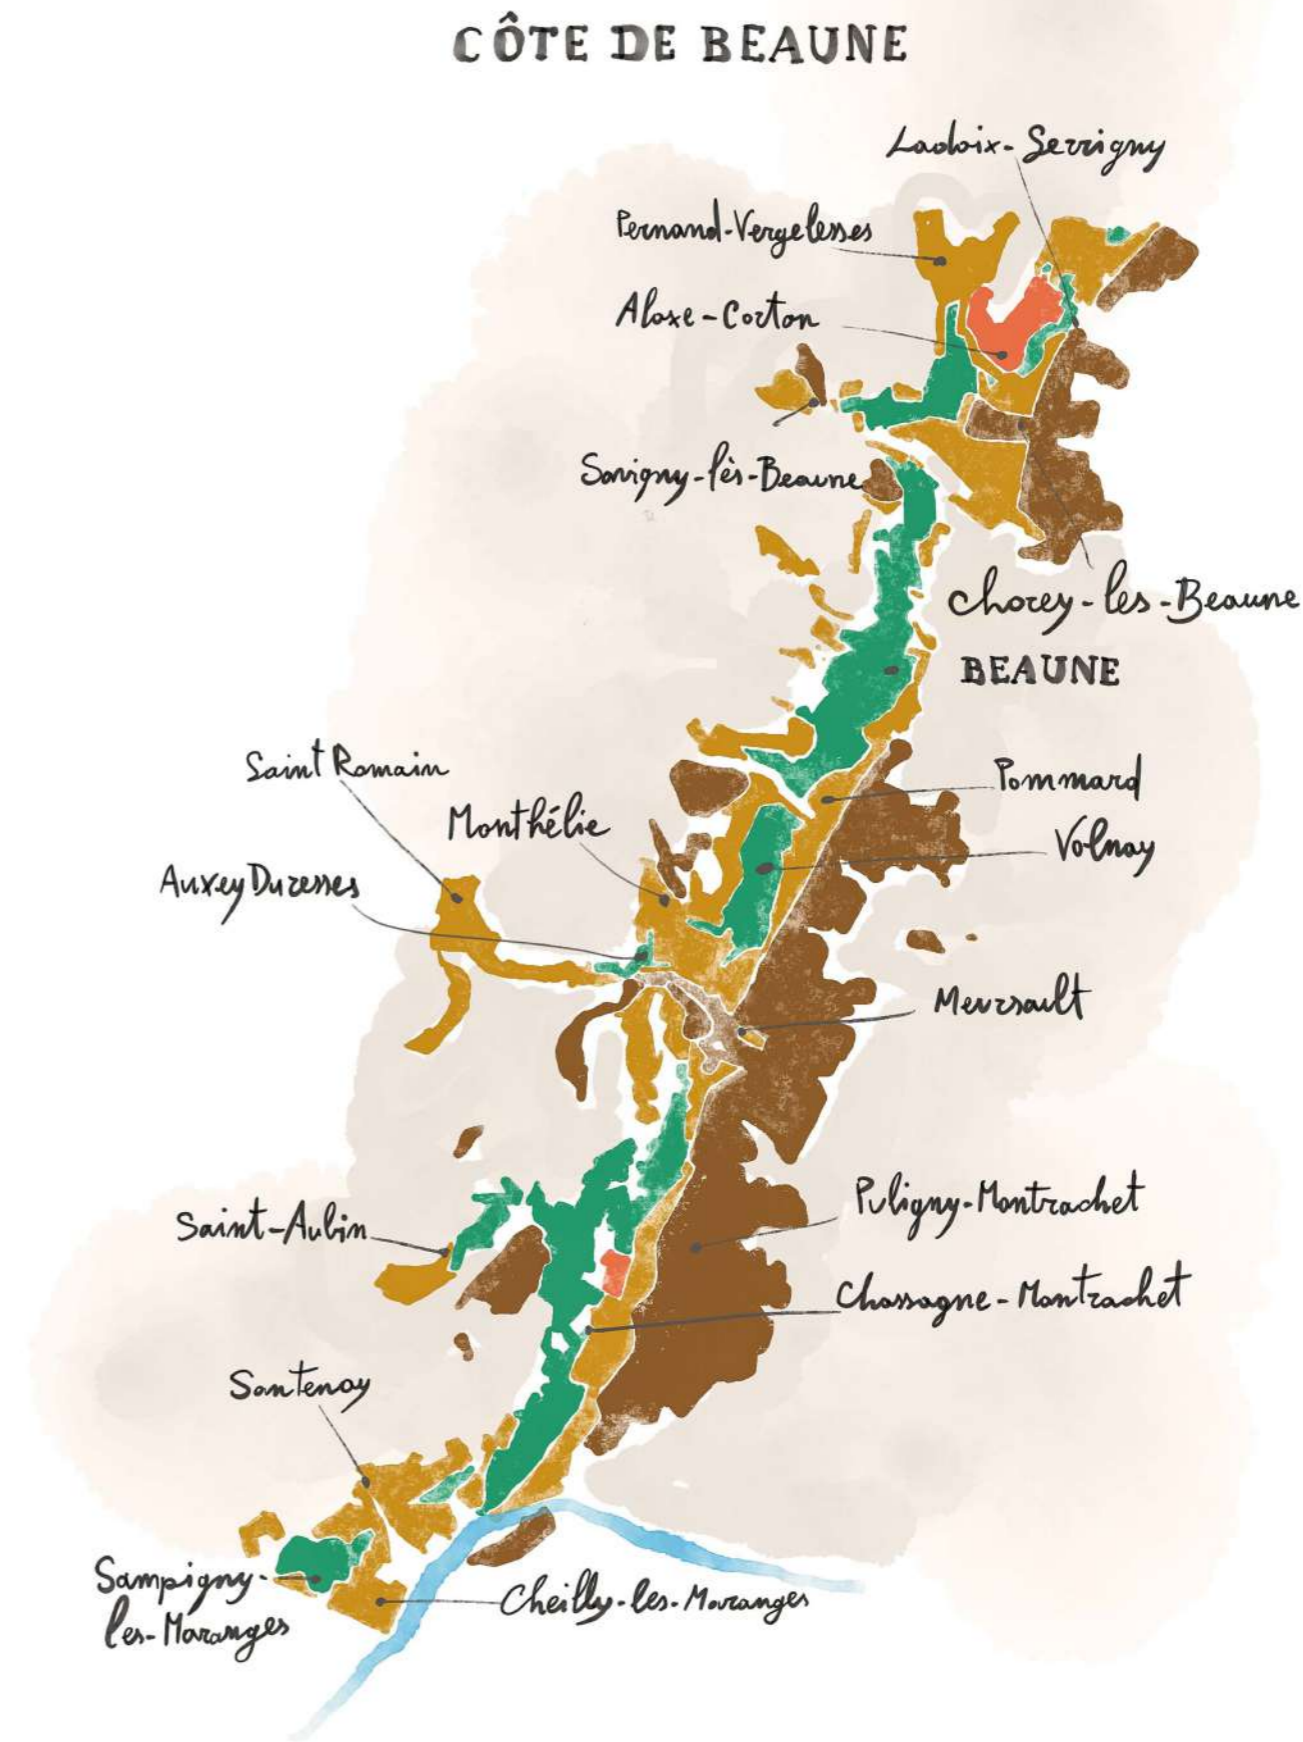 CÔTE DE BEAUNE
Ladoix-Serrigny
Pernand-Vergelesses
Aloxe-Corton
Savigny-lès-Beaune
Chorey-les-Beaune
BEAUNE
Saint Romain
Pommard
Monthélie
Volnay
Auxey Duresses
Meursault
Puligny-Montrachet
Saint-Aubin
Chassagne-Montrachet
Santenay
Sampigny-
les-Maranges
Cheilly-les-Maranges